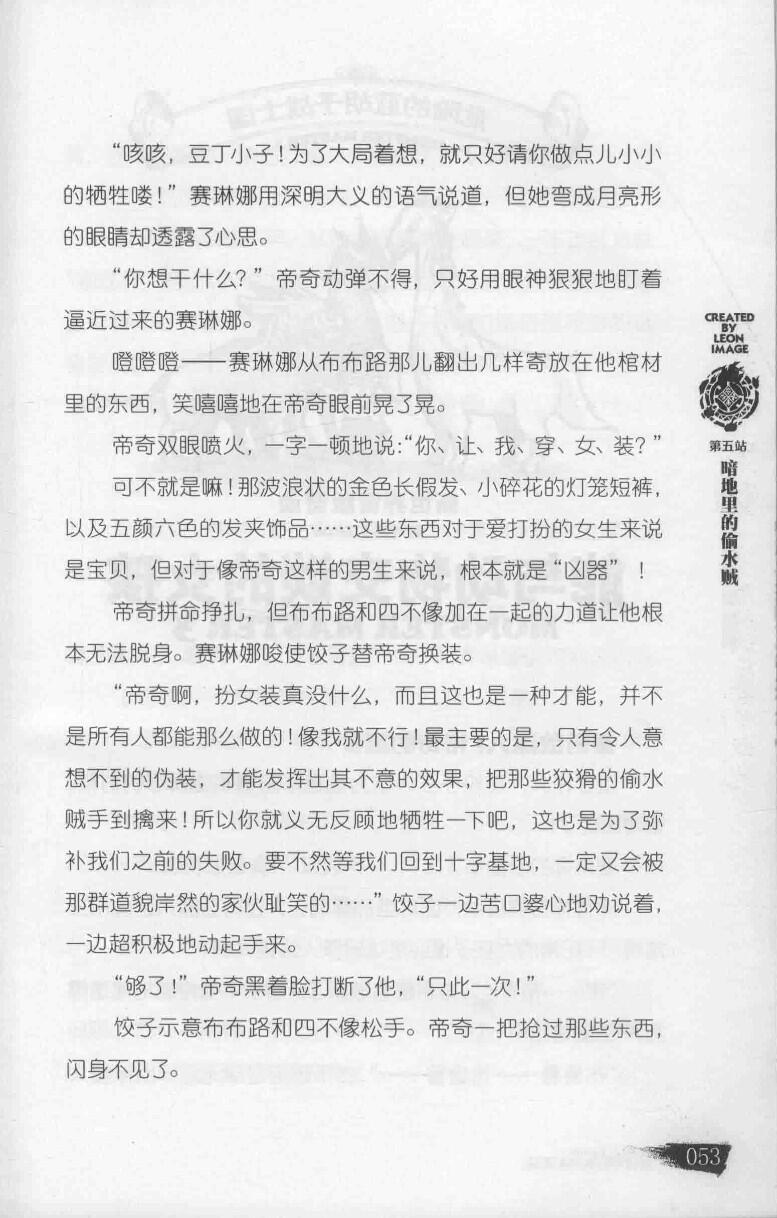 “咳咳，豆丁小子！为了大局着想，就只好请你做点儿小小
的牺牲喽！”赛琳娜用深明大义的语气说道，但她弯成月亮形
的眼睛却透露了心思。
“你想干什么？”帝奇动弹不得，只好用眼神狠狠地盯着
逼近过来的赛琳娜。
噔噔噔——赛琳娜从布布路那儿翻出几样寄放在他棺材
里的东西，笑嘻嘻地在帝奇眼前晃了晃。
帝奇双眼喷火，一字一顿地说：“你、让、我、穿、女、装？”
可不就是嘛！那波浪状的金色长假发、小碎花的灯笼短裤，
以及五颜六色的发夹饰品……这些东西对于爱打扮的女生来说
是宝贝，但对于像帝奇这样的男生来说，根本就是“凶器”！
帝奇拼命挣扎，但布布路和四不像加在一起的力道让他根
本无法脱身。赛琳娜唆使饺子替帝奇换装。
“帝奇啊，扮女装真没什么，而且这也是一种才能，并不
是所有人都能那么做的！像我就不行！最主要的是，只有令人意
想不到的伪装，才能发挥出其不意的效果，把那些狡猾的偷水
贼手到擒来！所以你就义无反顾地牺牲一下吧，这也是为了弥
补我们之前的失败。要不然等我们回到十字基地，一定又会被
那群道貌岸然的家伙耻笑的……”饺子一边苦口婆心地劝说着，
一边超积极地动起手来。
“够了！”帝奇黑着脸打断了他，“只此一次！”
饺子示意布布路和四不像松手。帝奇一把抢过那些东西，
闪身不见了。
CREATED
BY
LEON
IMAGE
第五站
暗地里的偷水贼
053